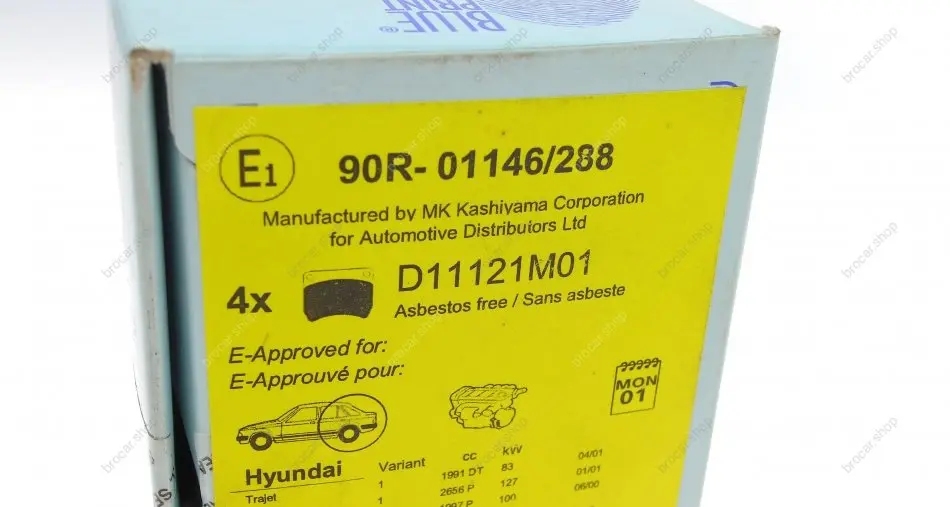 BLUE
PRINT®
E1
90R- 01146/288
Manufactured by MK Kashiyama Corporation
for Automotive Distributors Ltd
4x
D11121M01
Asbestos free / Sans asbeste
E-Approved for:
E-Approuvé pour:
MON
01
Hyundai Variant cc kW
Trajet 1 1991 DT 83 04/01
1 2656 P 127 01/01
1997 P 100 06/00
brocar.shop